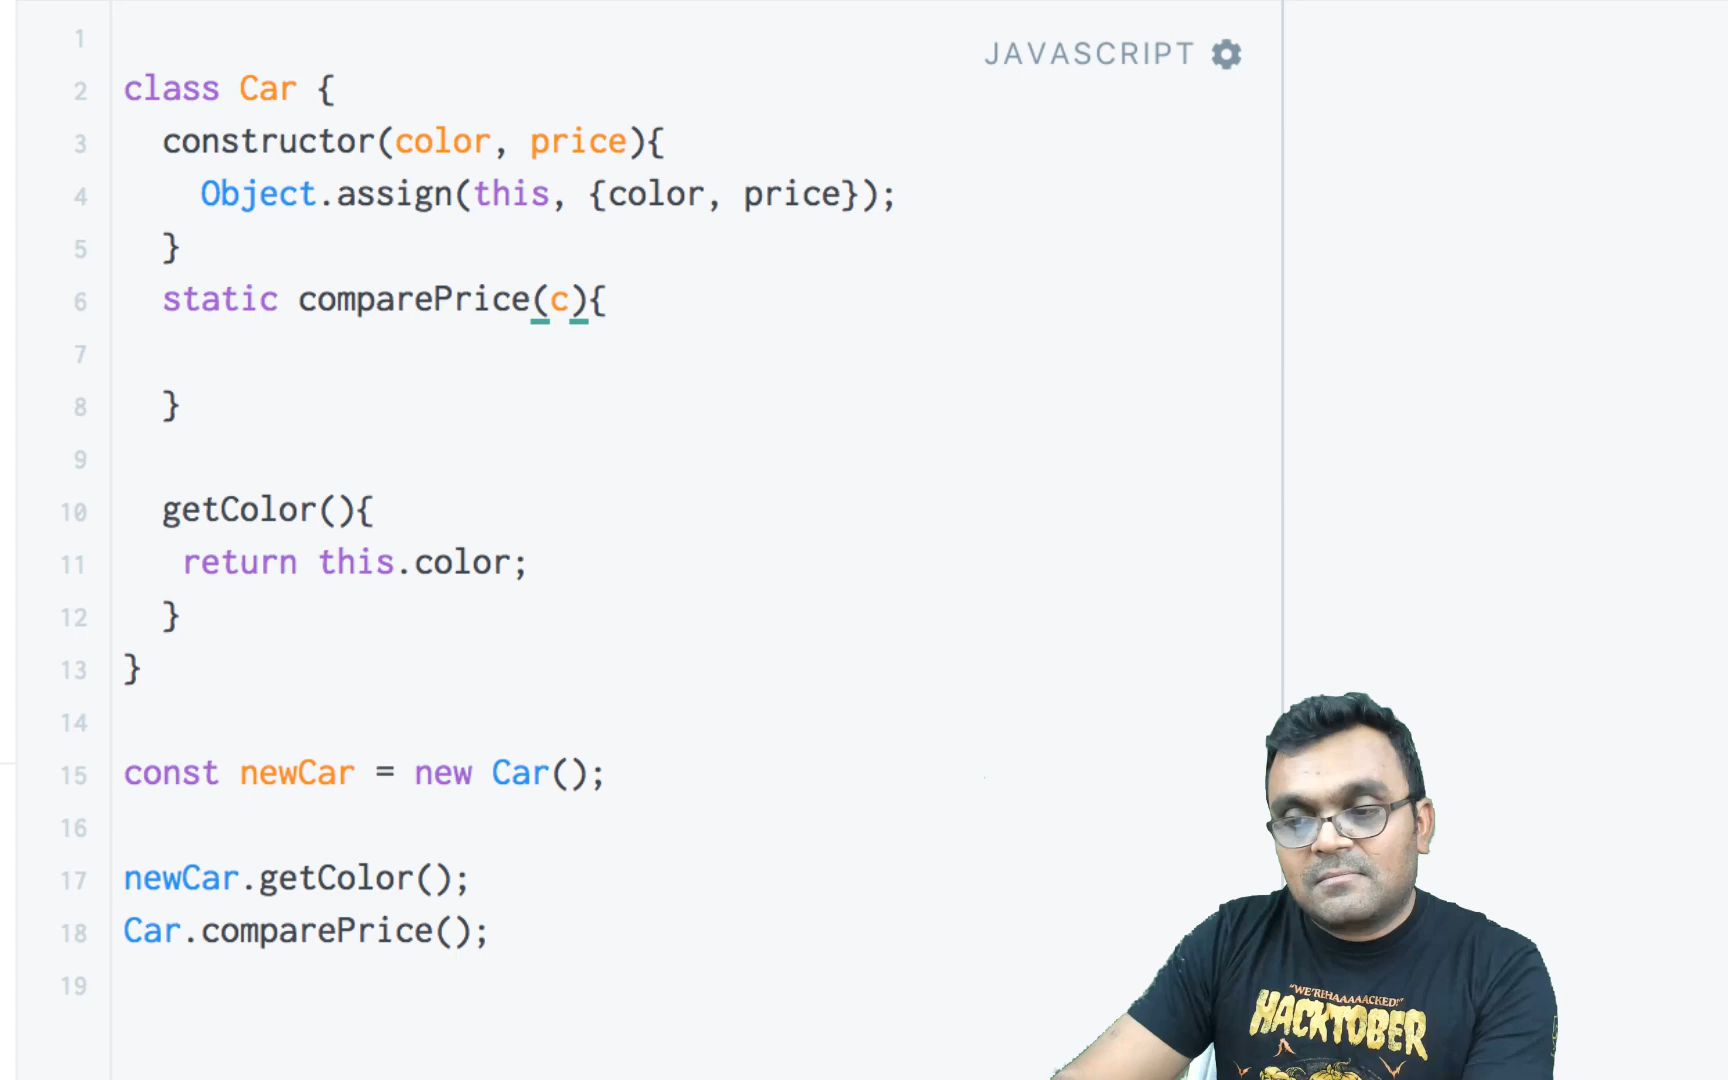 JAVASCRIPT
1
2 class Car {
3 constructor(color, price){
4 Object.assign(this, {color, price});
5 }
6 static comparePrice(c){
7
8 }
9
10 getColor(){
11 return this.color;
12 }
13 }
14
15 const newCar = new Car();
16
17 newCar.getColor();
18 Car.comparePrice();
19
"WE'REHAAAAACKED!"
HACKTOBER